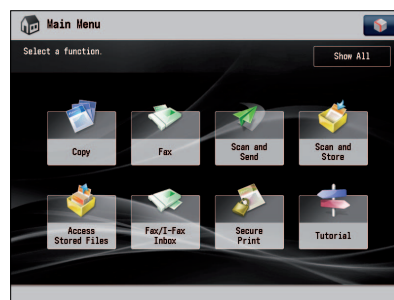 Main Menu
Select a function.
Show All
Copy
Fax
Scan and
Send
Scan and
Store
Access
Stored Files
Fax/I-Fax
Inbox
Secure
Print
Tutorial